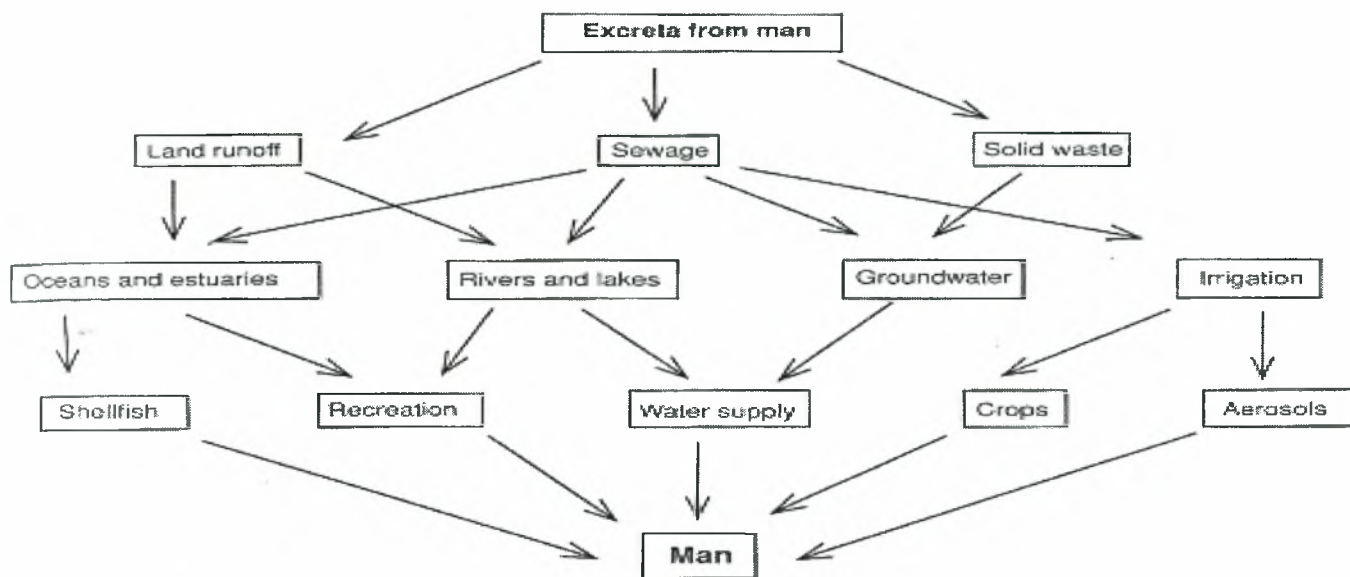 Excreta from man
Land runoff
Sewage
Solid waste
Oceans and estuaries
Rivers and lakes
Groundwater
Irrigation
Shellfish
Recreation
Water supply
Crops
Aerosols
Man